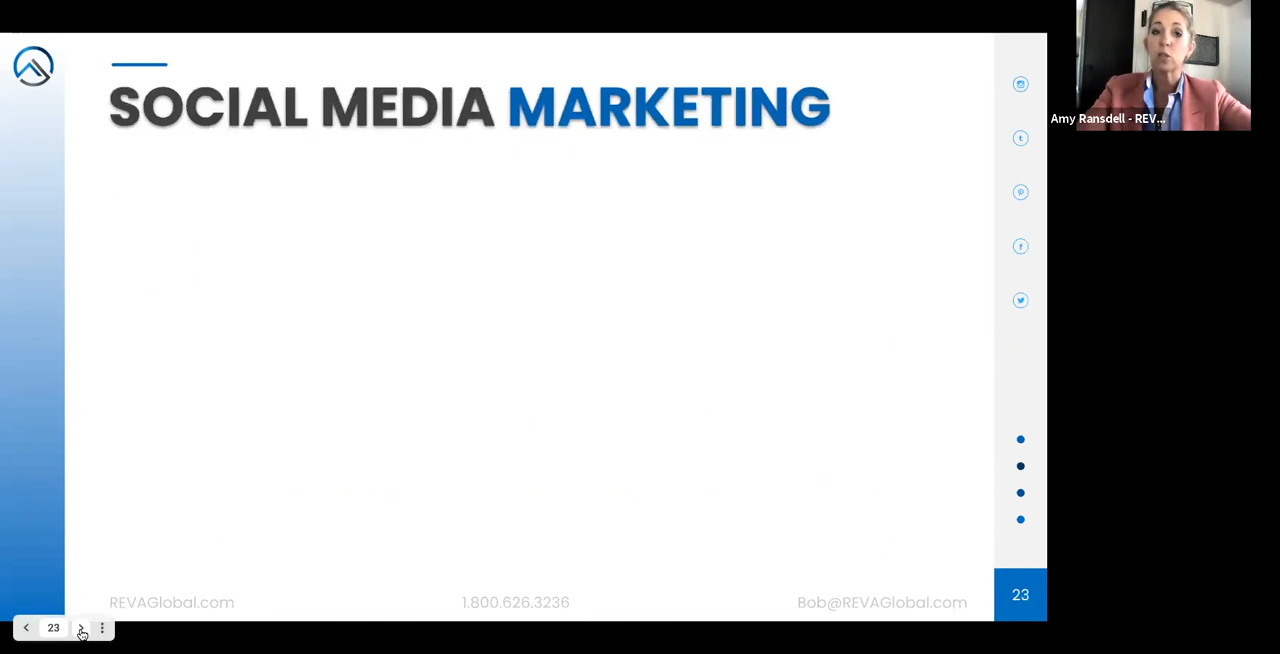 SOCIAL MEDIA MARKETING
Amy Ransdell - REV...
REVAGlobal.com
1.800.626.3236
Bob@REVAGlobal.com
23
23